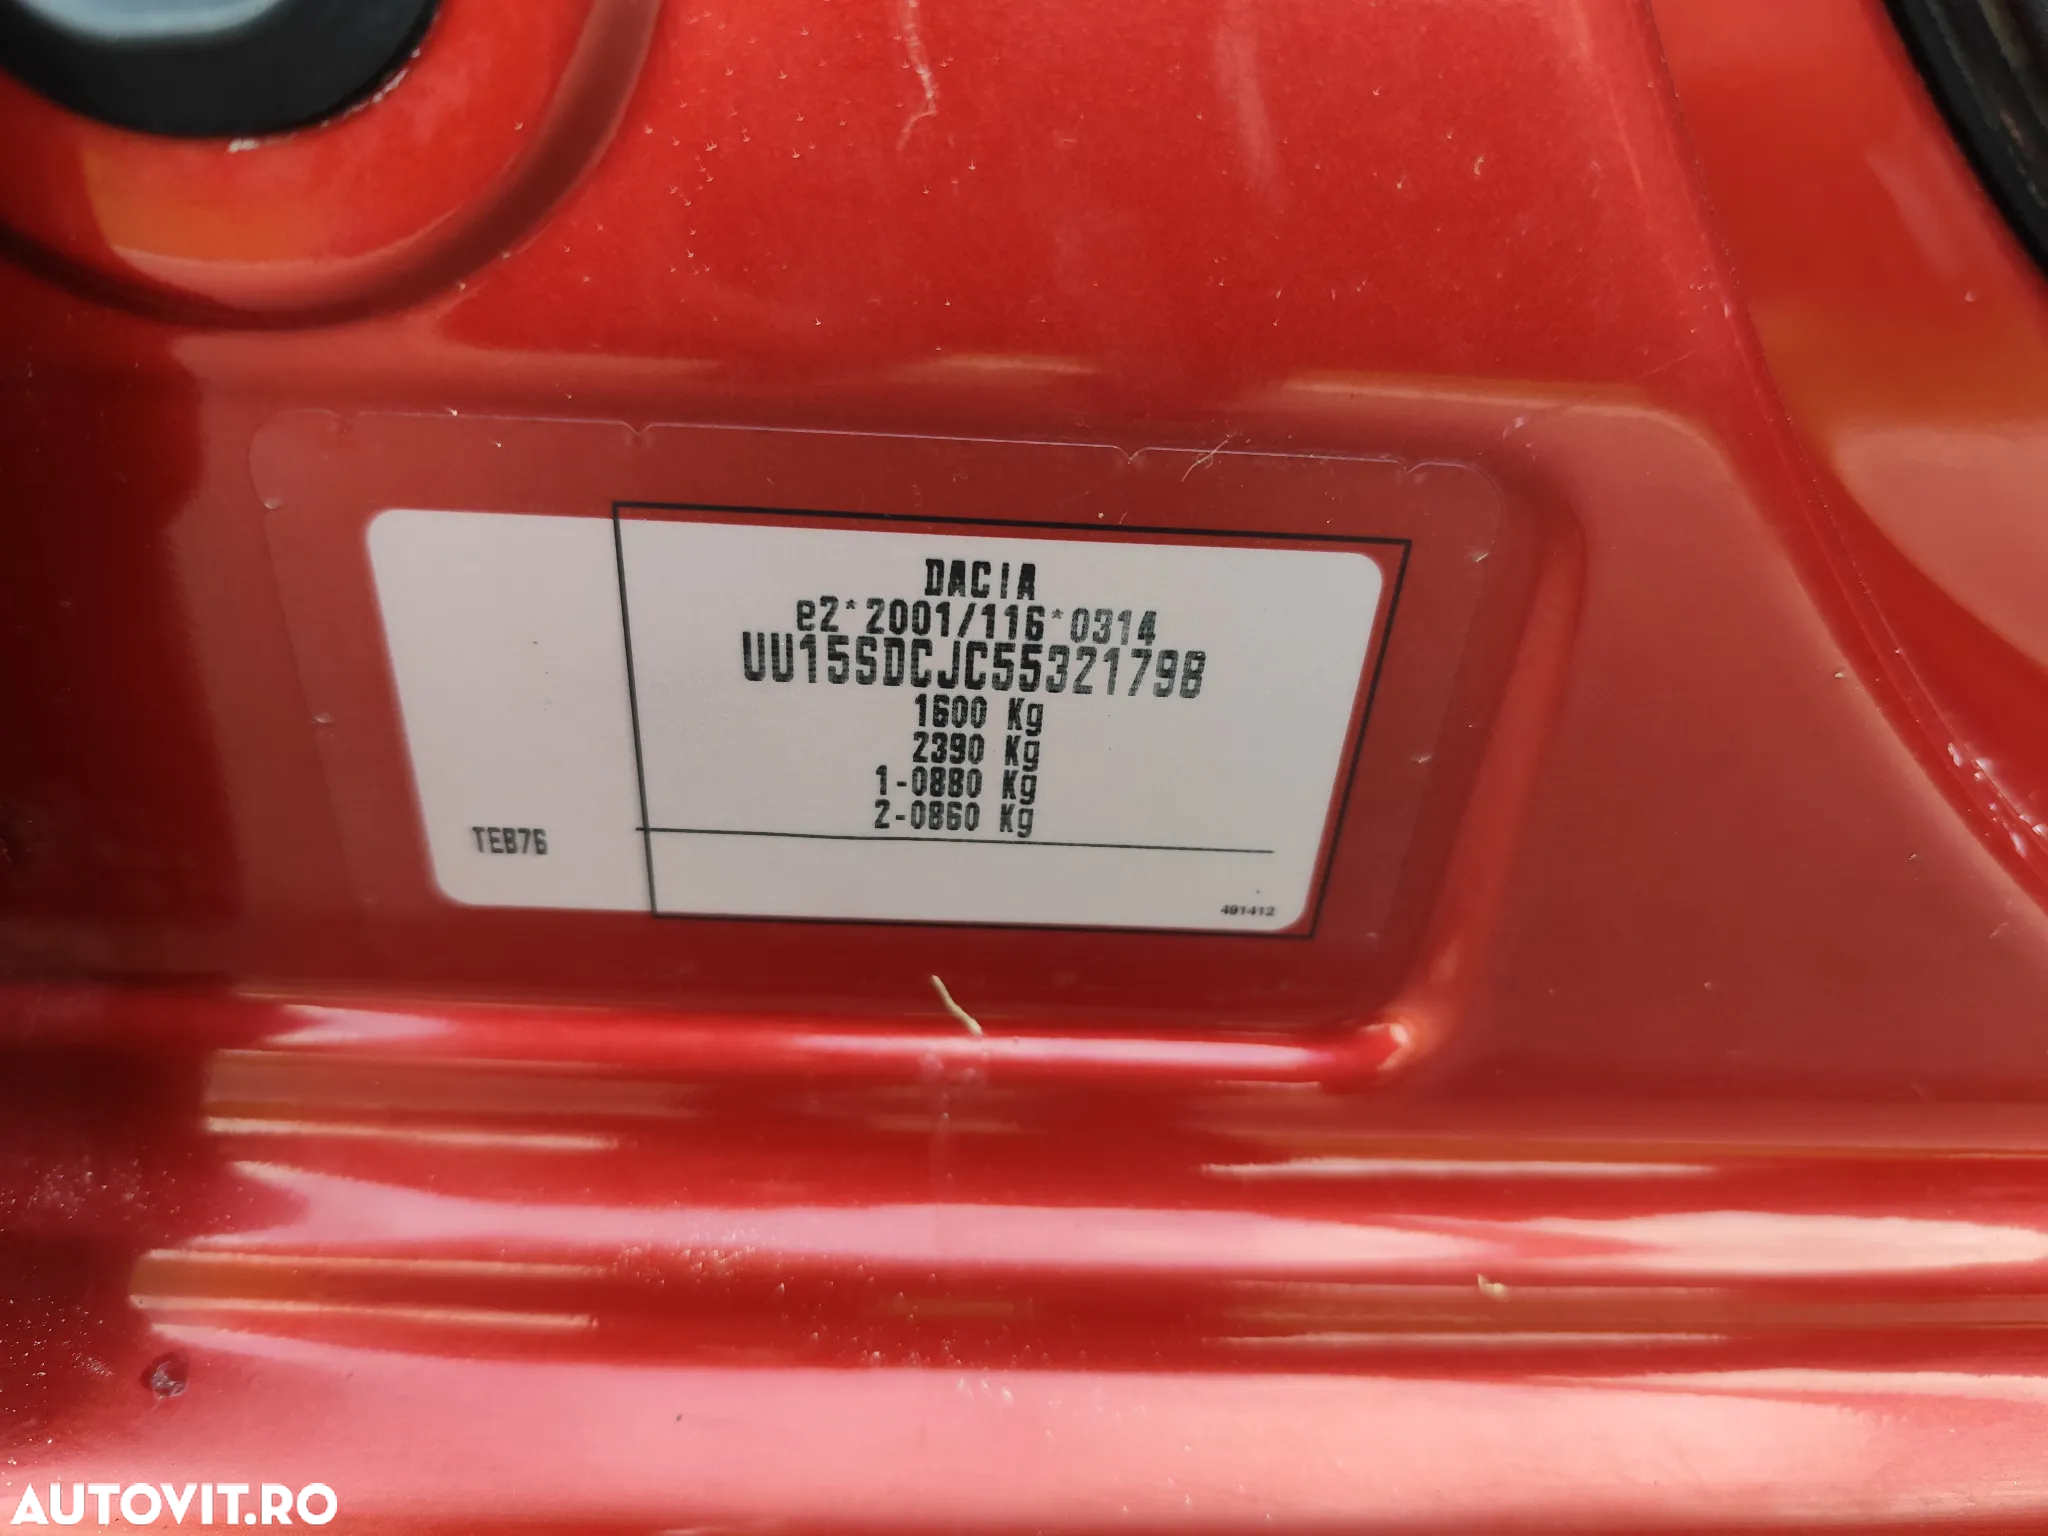 DACIA
e2*2001/116*0314
UU15SDCJC55321798
1600 Kg
2390 Kg
1-0880 Kg
2-0860 Kg
TEB76
491412
AUTOVIT.RO